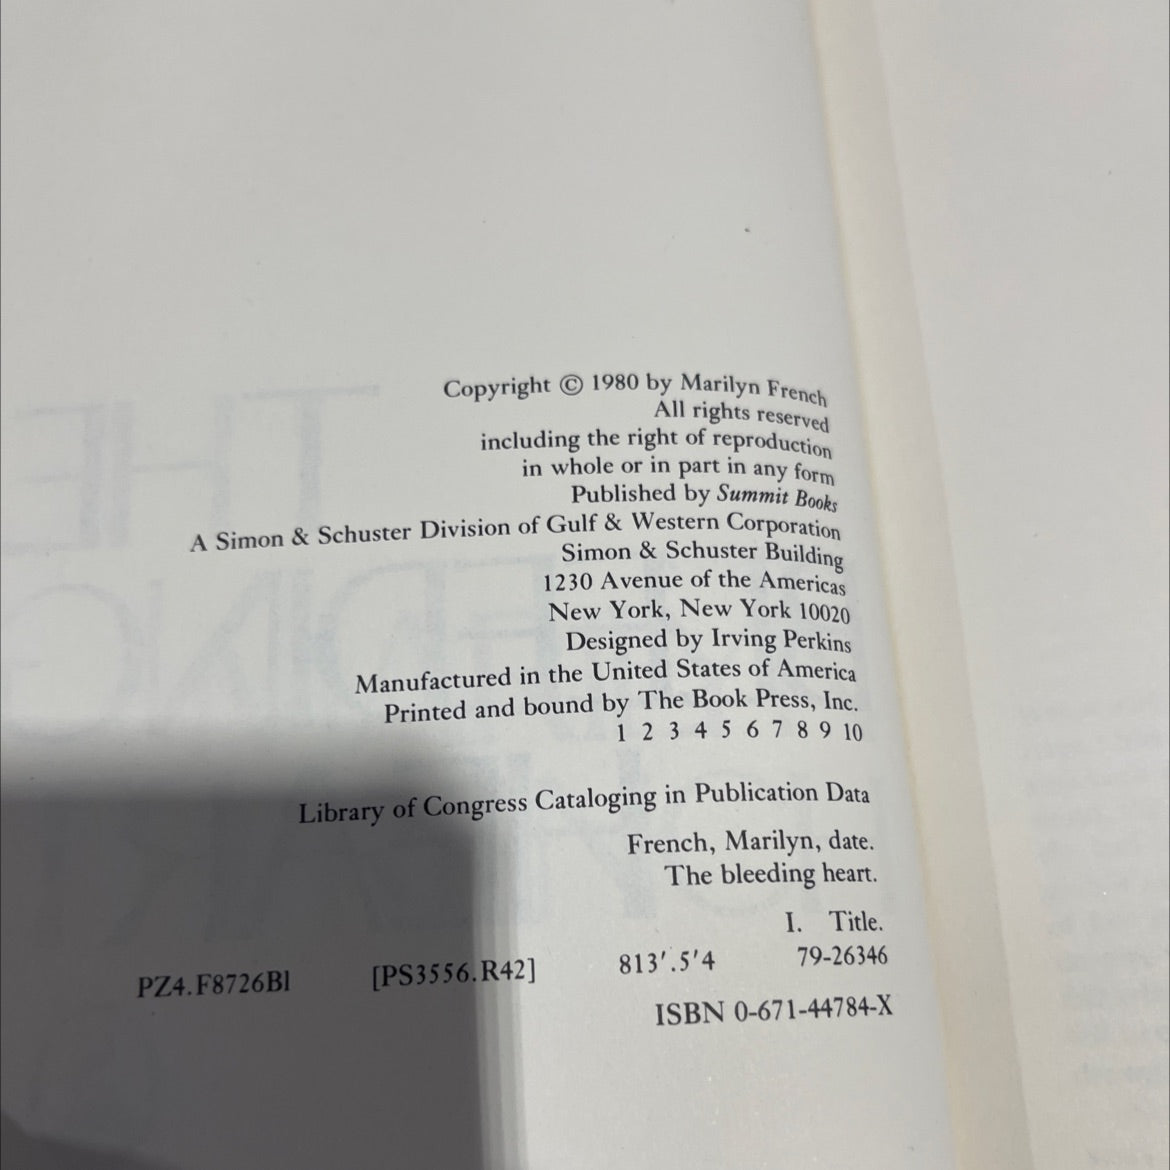 Copyright © 1980 by Marilyn French
All rights reserved
including the right of reproduction
in whole or in part in any form
Published by Summit Books
A Simon & Schuster Division of Gulf & Western Corporation
Simon & Schuster Building
1230 Avenue of the Americas
New York, New York 10020
Designed by Irving Perkins
Manufactured in the United States of America
Printed and bound by The Book Press, Inc.
1 2 3 4 5 6 7 8 9 10
Library of Congress Cataloging in Publication Data
French, Marilyn, date.
The bleeding heart.
I. Title.
PZ4.F8726Bl [PS3556.R42] 813'.5'4 79-26346
ISBN 0-671-44784-X